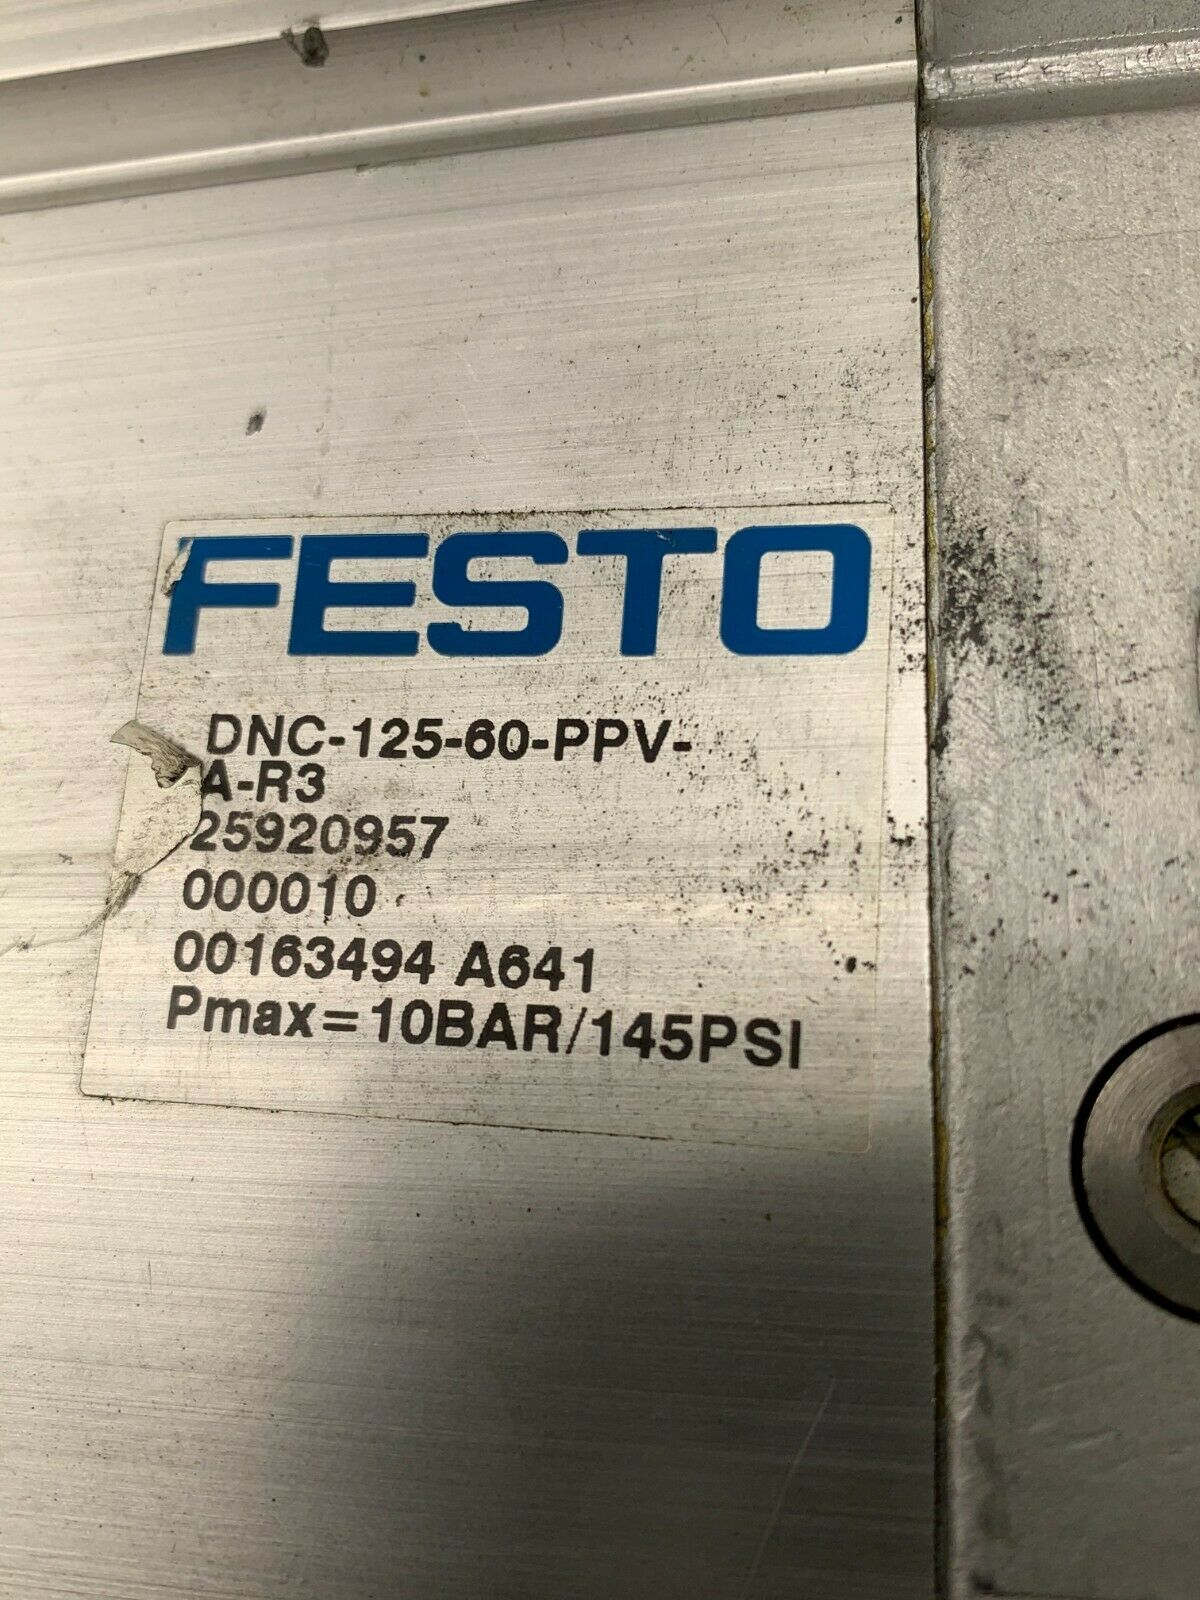 FESTO
DNC-125-60-PPV-
A-R3
25920957
000010
00163494 A641
Pmax=10BAR/145PSI